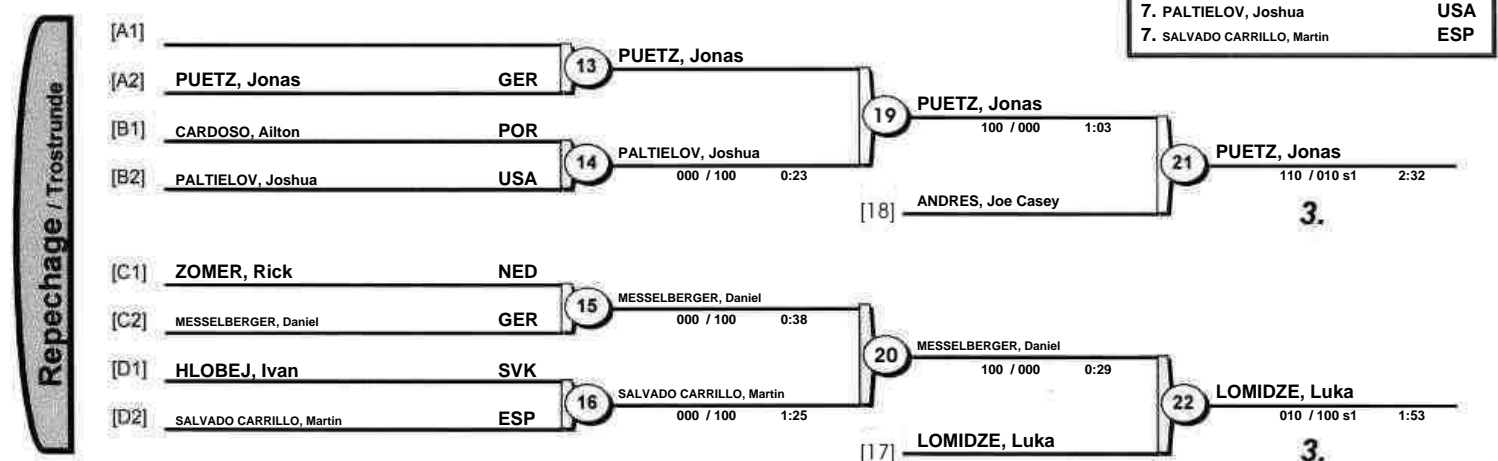 7. PALTIELOV, Joshua USA
7. SALVADO CARRILLO, Martin ESP
Repechage / Trostrunde
[A1]
[A2] PUETZ, Jonas GER
13 PUETZ, Jonas
[B1] CARDOSO, Ailton POR
[B2] PALTIELOV, Joshua USA
14 PALTIELOV, Joshua
000 / 100 0:23
19 PUETZ, Jonas
100 / 000 1:03
[18] ANDRES, Joe Casey
21 PUETZ, Jonas
110 / 010 s1 2:32
3.
[C1] ZOMER, Rick NED
[C2] MESSELBERGER, Daniel GER
15 MESSELBERGER, Daniel
000 / 100 0:38
[D1] HLOBEJ, Ivan SVK
[D2] SALVADO CARRILLO, Martin ESP
16 SALVADO CARRILLO, Martin
000 / 100 1:25
20 MESSELBERGER, Daniel
100 / 000 0:29
[17] LOMIDZE, Luka
22 LOMIDZE, Luka
010 / 100 s1 1:53
3.